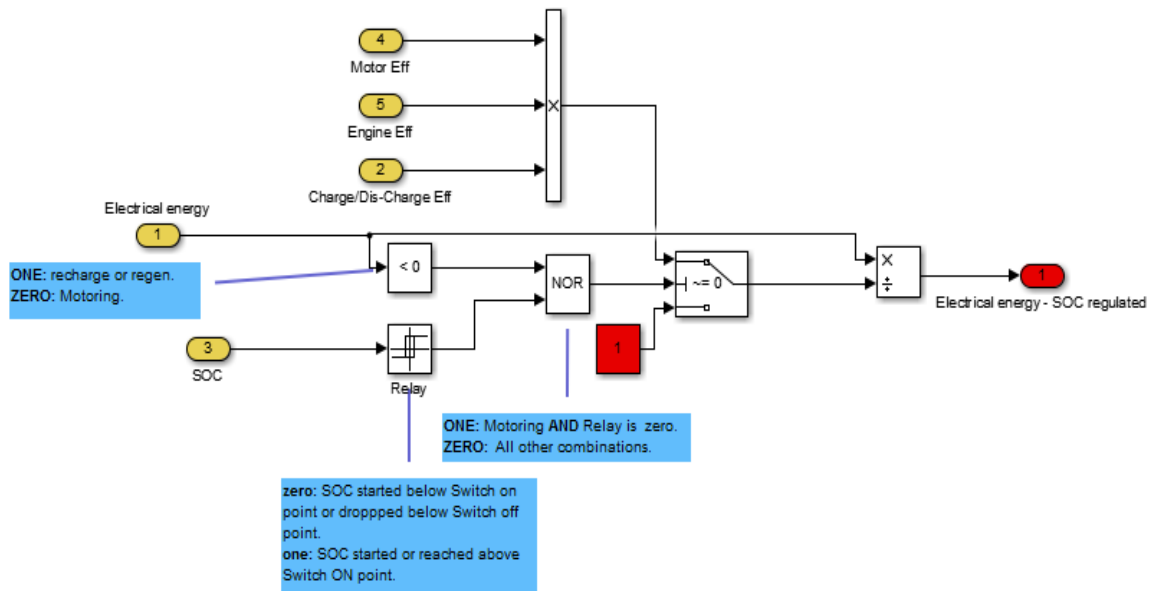 4
Motor Eff
5
Engine Eff
2
Charge/Dis-Charge Eff
×
Electrical energy
1
ONE: recharge or regen.
ZERO: Motoring.
< 0
NOR
~= 0
×
÷
1
Electrical energy - SOC regulated
3
SOC
Relay
1
ONE: Motoring AND Relay is zero.
ZERO: All other combinations.
zero: SOC started below Switch on
point or droppped below Switch off
point.
one: SOC started or reached above
Switch ON point.